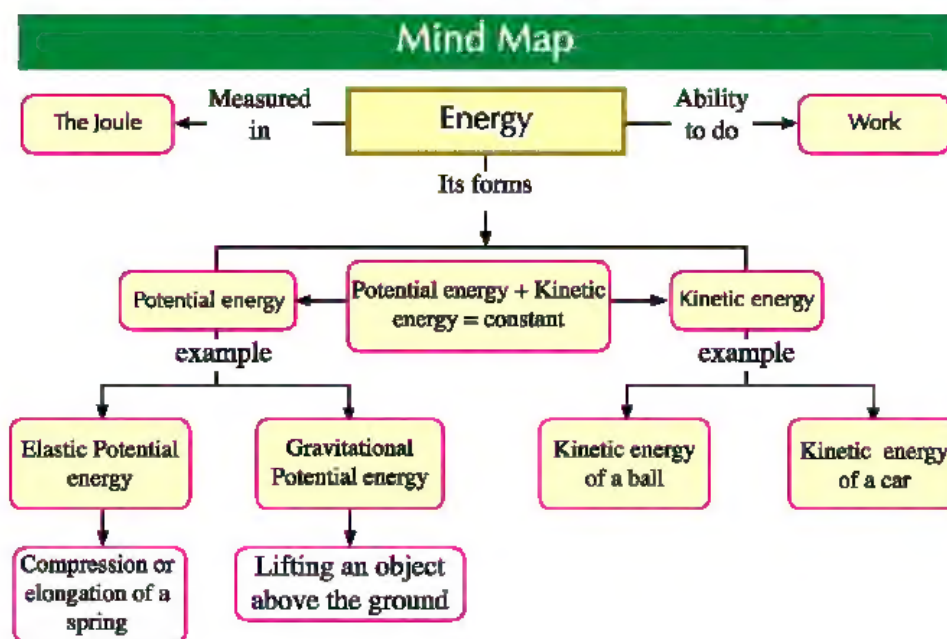 Mind Map
The Joule
Measured
in
Energy
Ability
to do
Work
Its forms
Potential energy
Potential energy + Kinetic
energy = constant
Kinetic energy
example
example
Elastic Potential
energy
Gravitational
Potential energy
Kinetic energy
of a ball
Kinetic energy
of a car
Compression or
elongation of a
spring
Lifting an object
above the ground